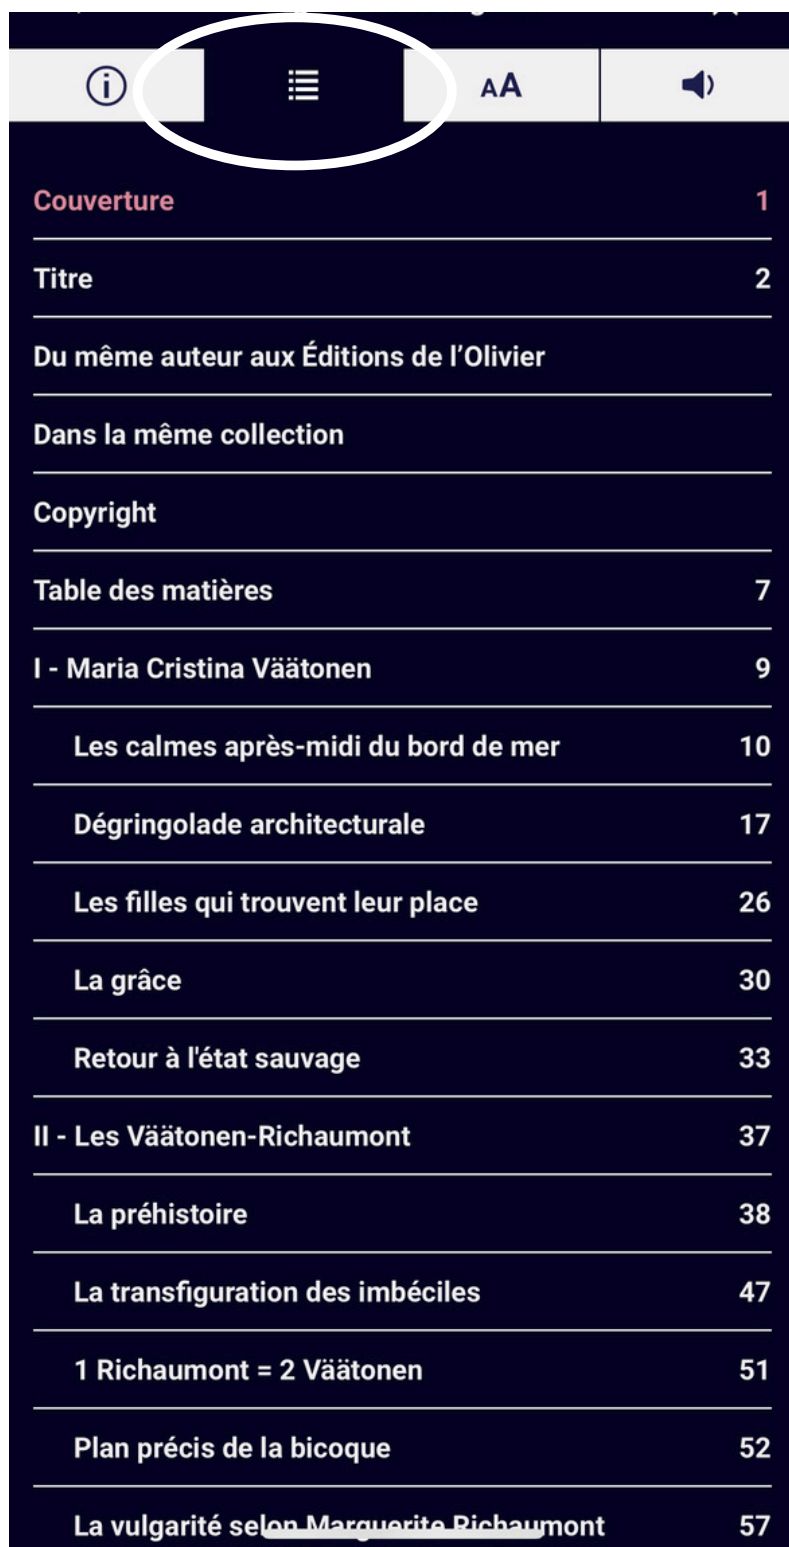 AA
Couverture 1
Titre 2
Du même auteur aux Éditions de l’Olivier
Dans la même collection
Copyright
Table des matières 7
I - Maria Cristina Väätonen 9
Les calmes après-midi du bord de mer 10
Dégringolade architecturale 17
Les filles qui trouvent leur place 26
La grâce 30
Retour à l'état sauvage 33
II - Les Väätonen-Richaumont 37
La préhistoire 38
La transfiguration des imbéciles 47
1 Richaumont = 2 Väätonen 51
Plan précis de la bicoque 52
La vulgarité selon Marguerite Richaumont 57